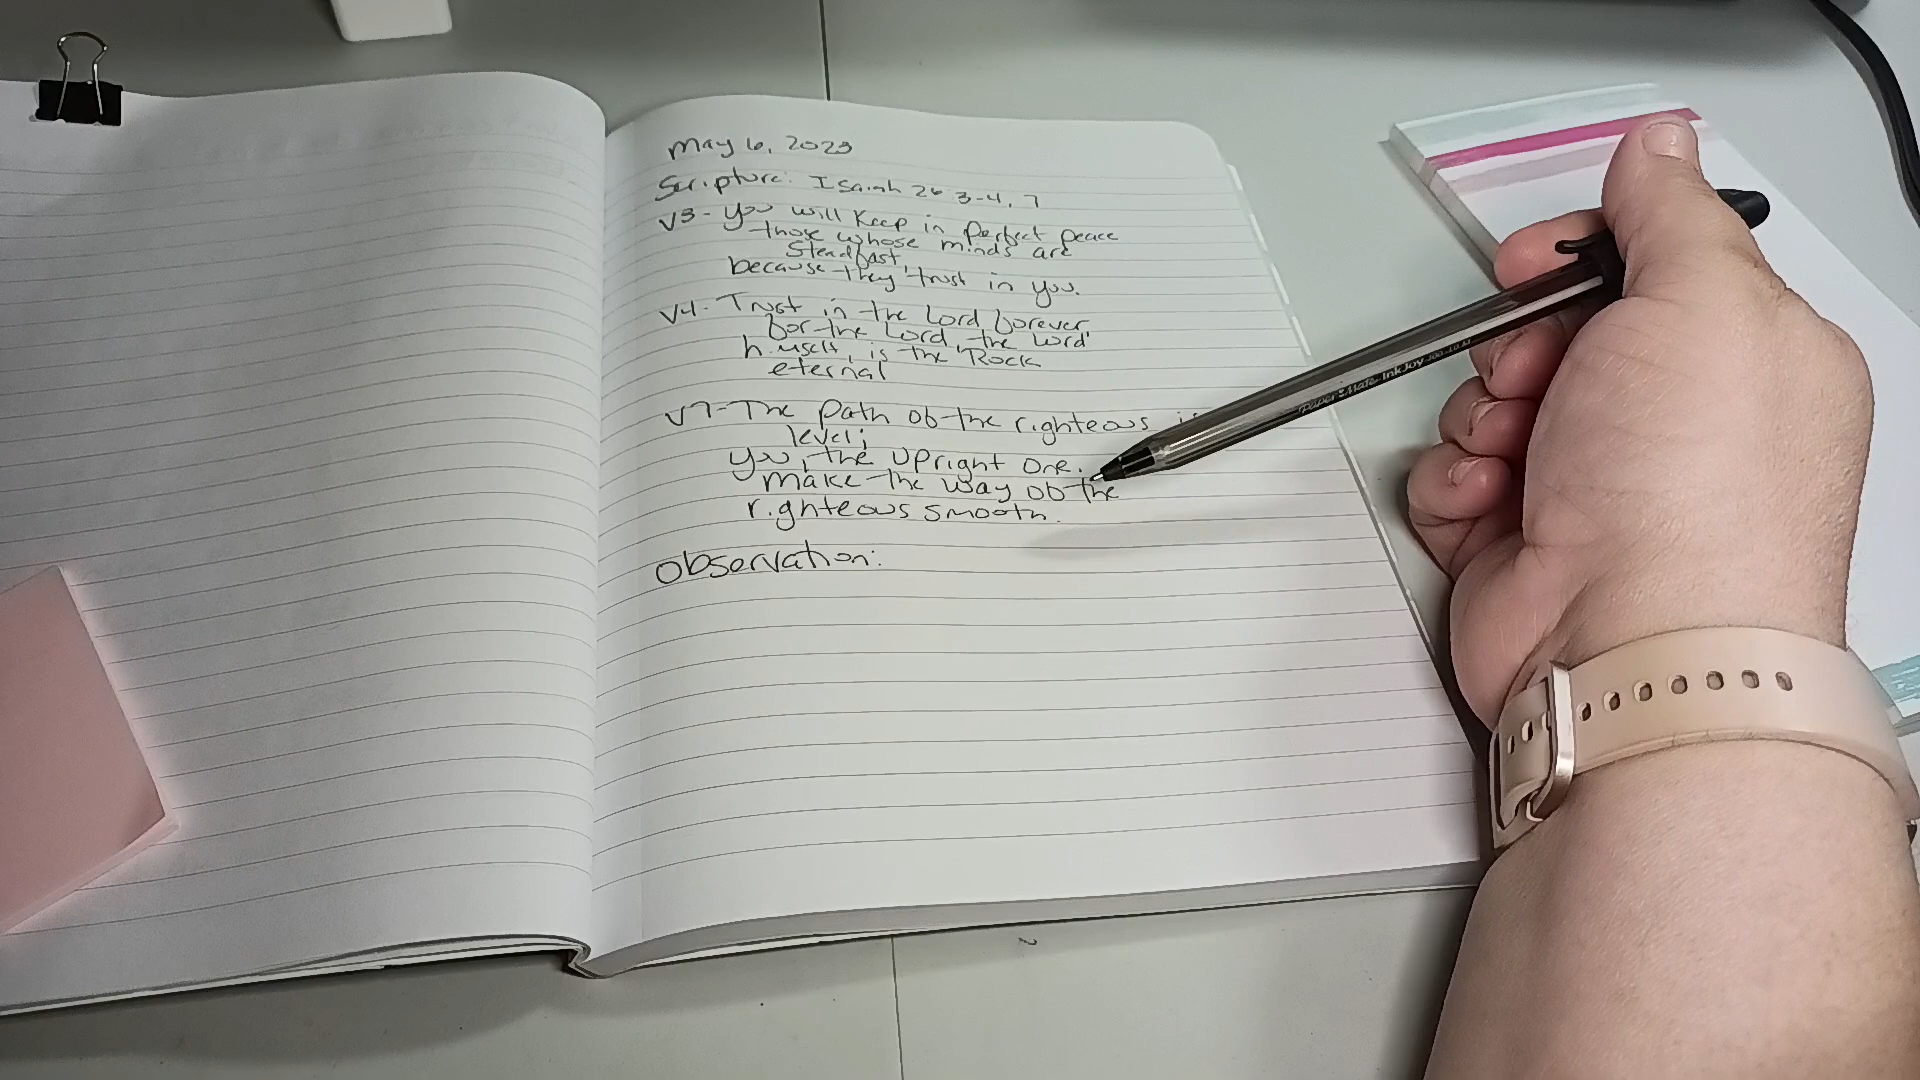 May 6, 2023
Scripture: Isaiah 26 3-4, 7
V3- You will Keep in perfect peace
those whose minds are
steadfast,
because they trust in you.
V4- Trust in the Lord forever,
for the Lord, the Lord
himself, is the Rock
eternal
V7- The path of the righteous is
level;
you, the Upright One,
make the way of the
righteous smooth.
Observation:
Paper:Mate InkJoy